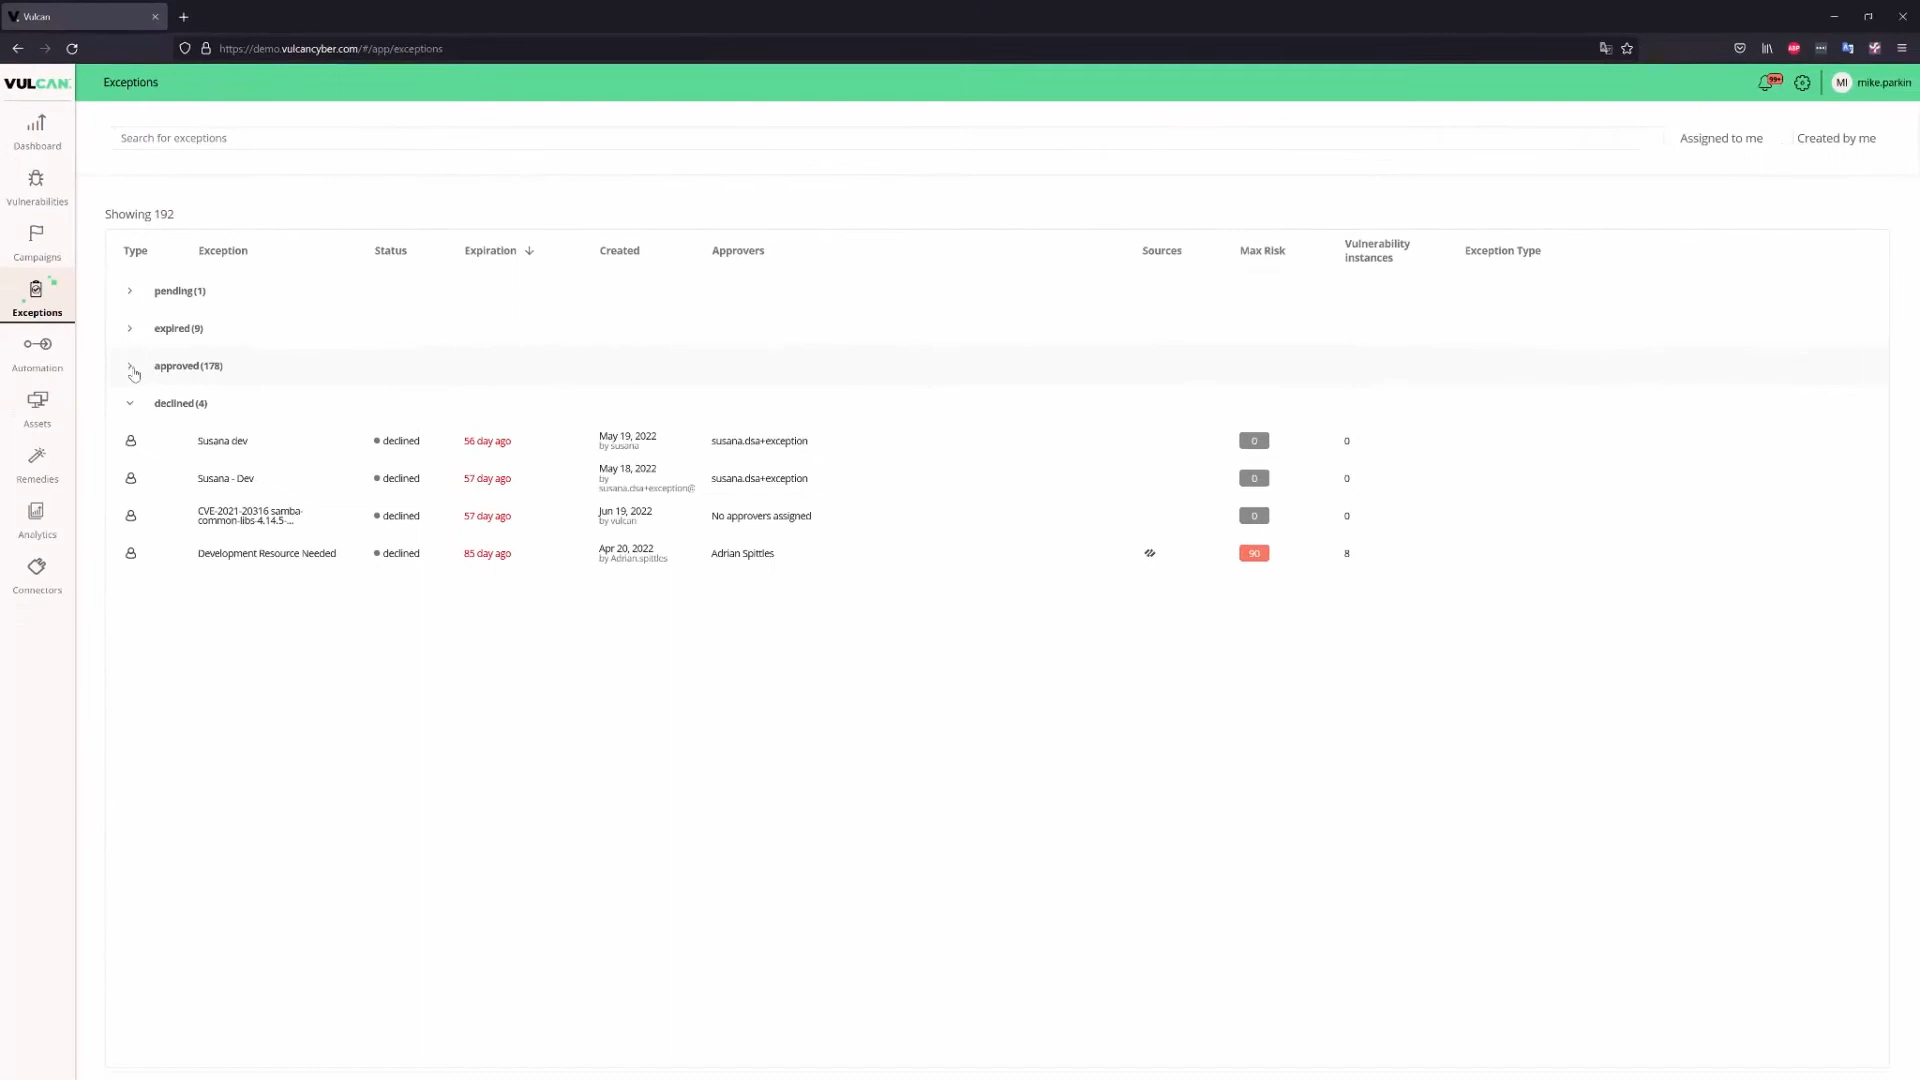 Vulcan
https://demo.vulcancyber.com/#/app/exceptions
VULCAN.
Exceptions
99+
MI mike.parkin
Dashboard
Vulnerabilities
Campaigns
Exceptions
Automation
Assets
Remedies
Analytics
Connectors
Search for exceptions
Assigned to me
Created by me
Showing 192
Type Exception Status Expiration Created Approvers Sources Max Risk Vulnerability instances Exception Type
pending (1)
expired (9)
approved (178)
declined (4)
Susana dev declined 56 day ago May 19, 2022 susana.dsa+exception 0 0
by susana
Susana - Dev declined 57 day ago May 18, 2022 susana.dsa+exception 0 0
by
susana.dsa+exception@
CVE-2021-20316 samba-
common-libs-4.14.5-... declined 57 day ago Jun 19, 2022 No approvers assigned 0 0
by vulcan
Development Resource Needed declined 85 day ago Apr 20, 2022 Adrian Spittles 90 8
by Adrian.spittles